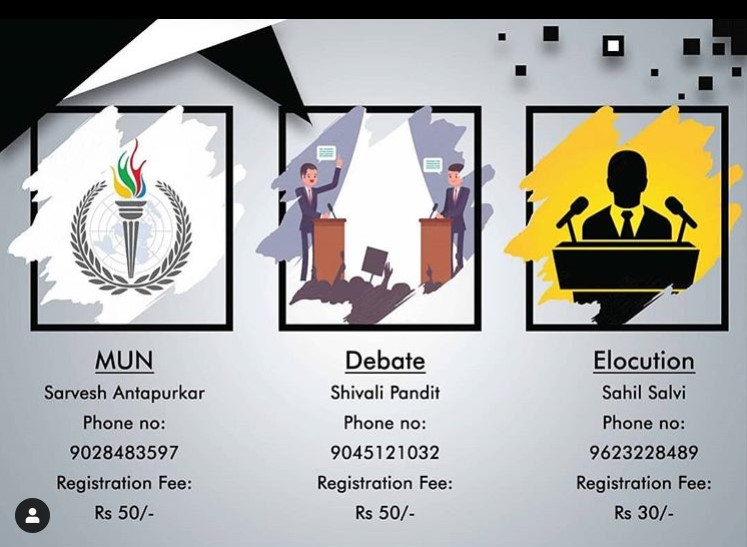 MUN
Sarvesh Antapurkar
Phone no:
9028483597
Registration Fee:
Rs 50/-
Debate
Shivali Pandit
Phone no:
9045121032
Registration Fee:
Rs 50/-
Elocution
Sahil Salvi
Phone no:
9623228489
Registration Fee:
Rs 30/-